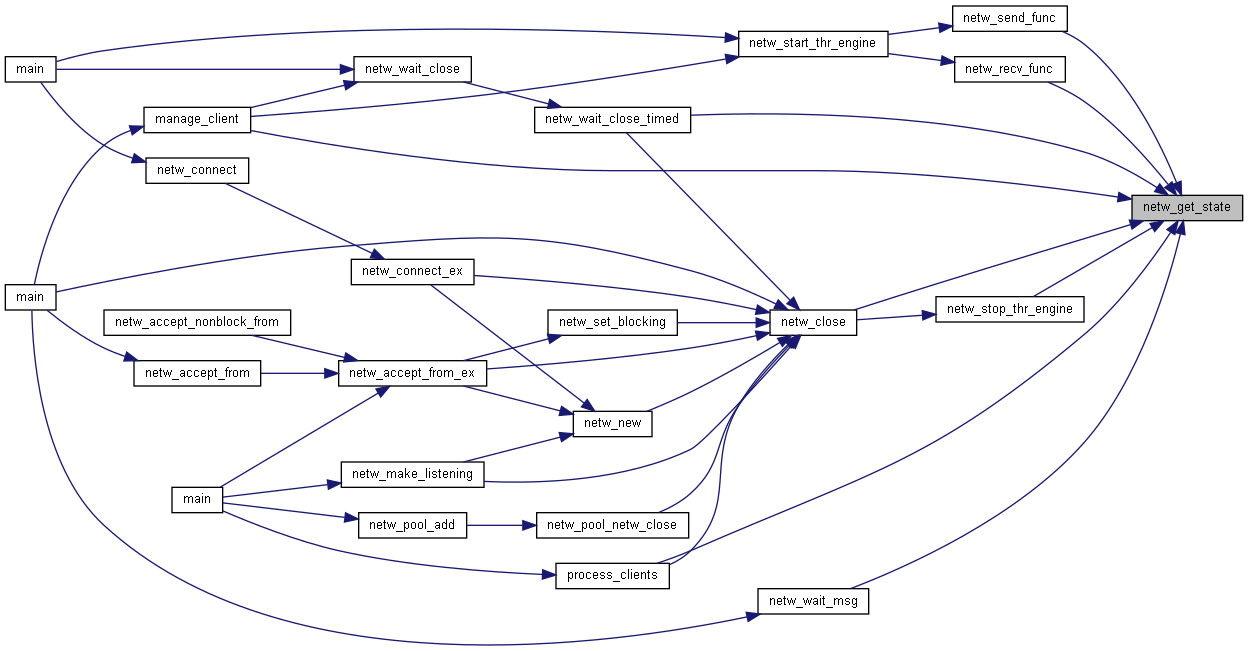 netw_send_func
netw_start_thr_engine
main
netw_wait_close
netw_recv_func
manage_client
netw_wait_close_timed
netw_connect
netw_get_state
netw_connect_ex
main
netw_stop_thr_engine
netw_accept_nonblock_from
netw_set_blocking
netw_close
netw_accept_from
netw_accept_from_ex
netw_new
netw_make_listening
main
netw_pool_add
netw_pool_netw_close
process_clients
netw_wait_msg